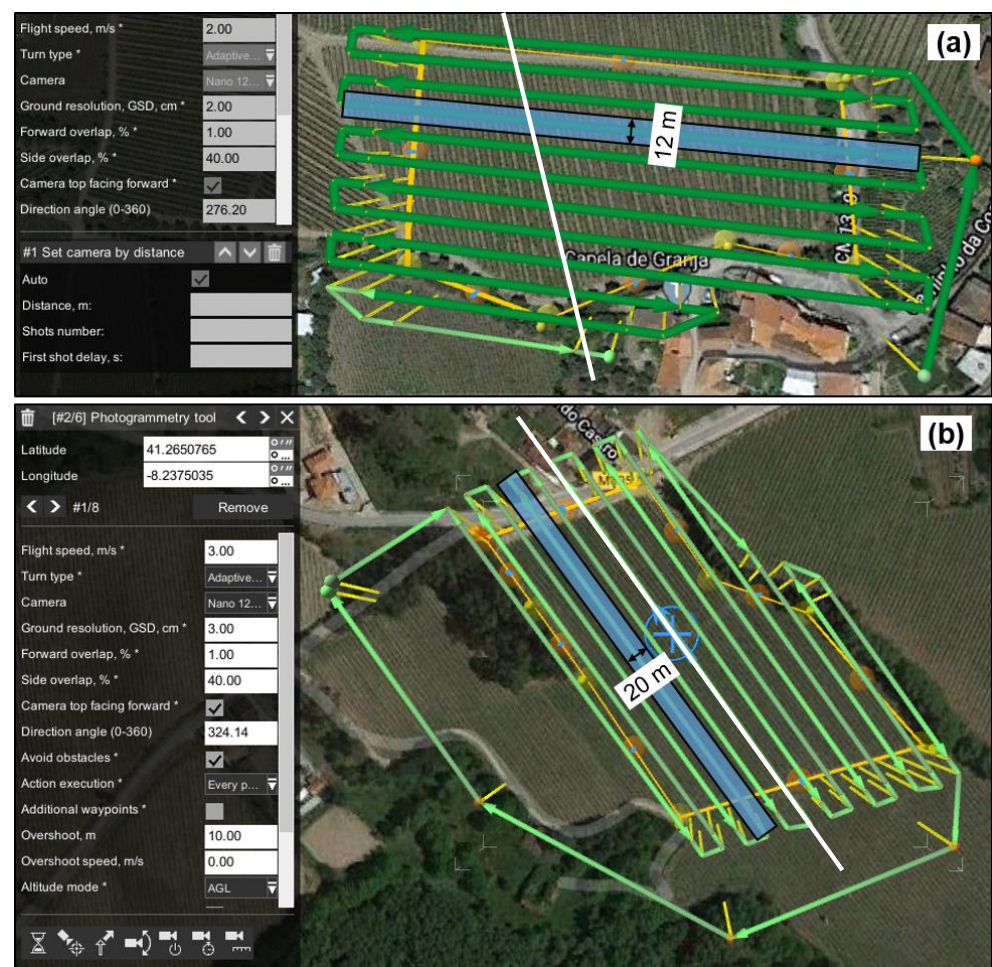 Flight speed, m/s * 2.00
Turn type * Adaptive...
Camera Nano 12...
Ground resolution, GSD, cm * 2.00
Forward overlap, % * 1.00
Side overlap, % * 40.00
Camera top facing forward *
Direction angle (0-360) 276.20
#1 Set camera by distance
Auto
Distance, m:
Shots number:
First shot delay, s:
(a)
12 m
Capela de Granja
1
[#2/6] Photogrammetry tool
Latitude 41.2650765
Longitude -8.2375035
#1/8 Remove
Flight speed, m/s * 3.00
Turn type * Adaptive...
Camera Nano 12...
Ground resolution, GSD, cm * 3.00
Forward overlap, % * 1.00
Side overlap, % * 40.00
Camera top facing forward *
Direction angle (0-360) 324.14
Avoid obstacles *
Action execution * Every p...
Additional waypoints *
Overshoot, m 10.00
Overshoot speed, m/s 0.00
Altitude mode * AGL
(b)
do Castro
20 m